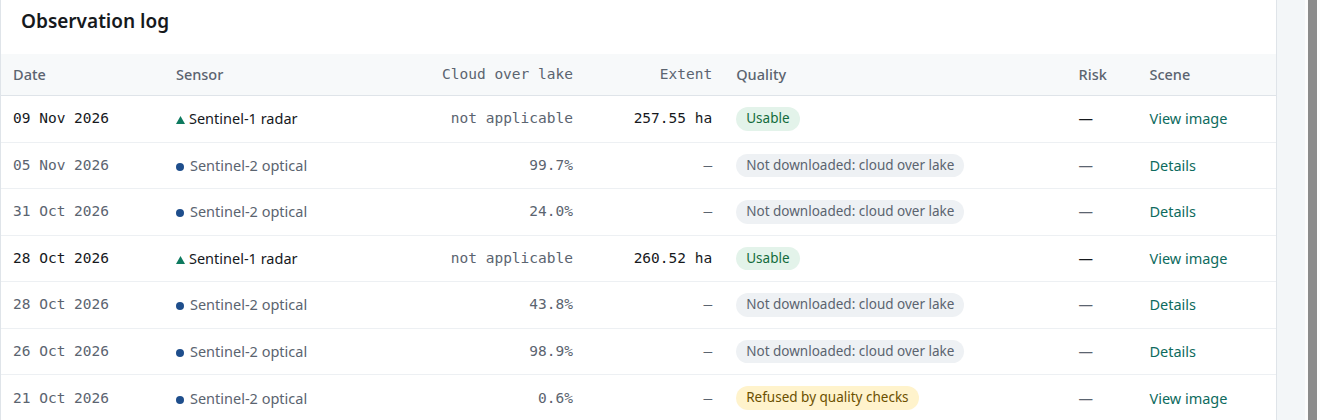 Observation log
Date Sensor Cloud over lake Extent Quality Risk Scene
09 Nov 2026 Sentinel-1 radar not applicable 257.55 ha Usable — View image
05 Nov 2026 Sentinel-2 optical 99.7% — Not downloaded: cloud over lake — Details
31 Oct 2026 Sentinel-2 optical 24.0% — Not downloaded: cloud over lake — Details
28 Oct 2026 Sentinel-1 radar not applicable 260.52 ha Usable — View image
28 Oct 2026 Sentinel-2 optical 43.8% — Not downloaded: cloud over lake — Details
26 Oct 2026 Sentinel-2 optical 98.9% — Not downloaded: cloud over lake — Details
21 Oct 2026 Sentinel-2 optical 0.6% — Refused by quality checks — View image